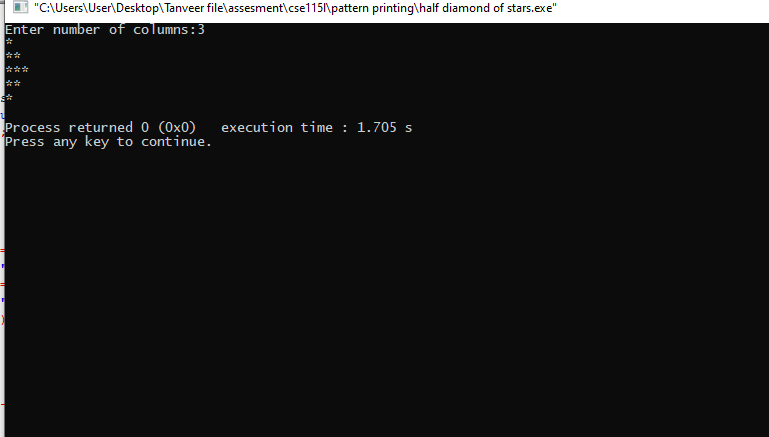 "C:\Users\User\Desktop\Tanveer file\assesment\cse115l\pattern printing\half diamond of stars.exe"
Enter number of columns:3
*
**
***
**
*
Process returned 0 (0x0)   execution time : 1.705 s
Press any key to continue.